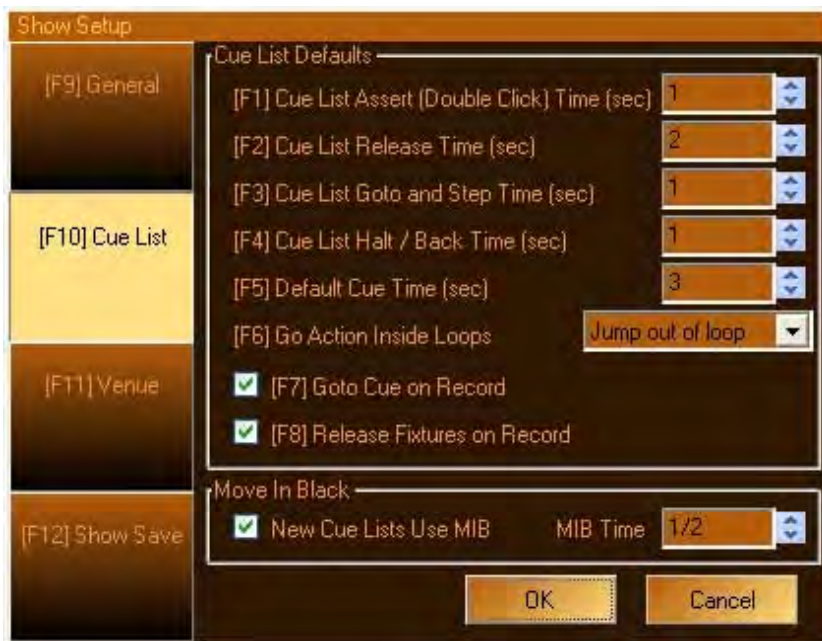 Show Setup
[F9] General
[F10] Cue List
[F11] Venue
[F12] Show Save
Cue List Defaults
[F1] Cue List Assert (Double Click) Time (sec) 1
[F2] Cue List Release Time (sec) 2
[F3] Cue List Goto and Step Time (sec) 1
[F4] Cue List Halt / Back Time (sec) 1
[F5] Default Cue Time (sec) 3
[F6] Go Action Inside Loops Jump out of loop
[F7] Goto Cue on Record
[F8] Release Fixtures on Record
Move In Black
New Cue Lists Use MIB MIB Time 1/2
OK Cancel